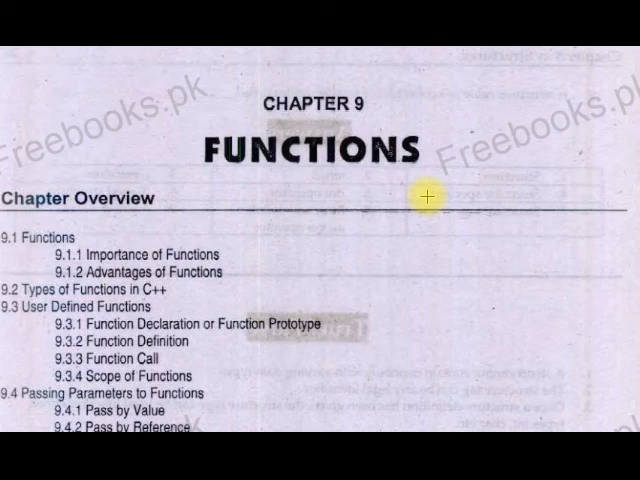 CHAPTER 9
FUNCTIONS
Freebooks.pk
Freebooks.pk
Chapter Overview
9.1 Functions
9.1.1 Importance of Functions
9.1.2 Advantages of Functions
9.2 Types of Functions in C++
9.3 User Defined Functions
9.3.1 Function Declaration or Function Prototype
9.3.2 Function Definition
9.3.3 Function Call
9.3.4 Scope of Functions
9.4 Passing Parameters to Functions
9.4.1 Pass by Value
9.4.2 Pass by Reference